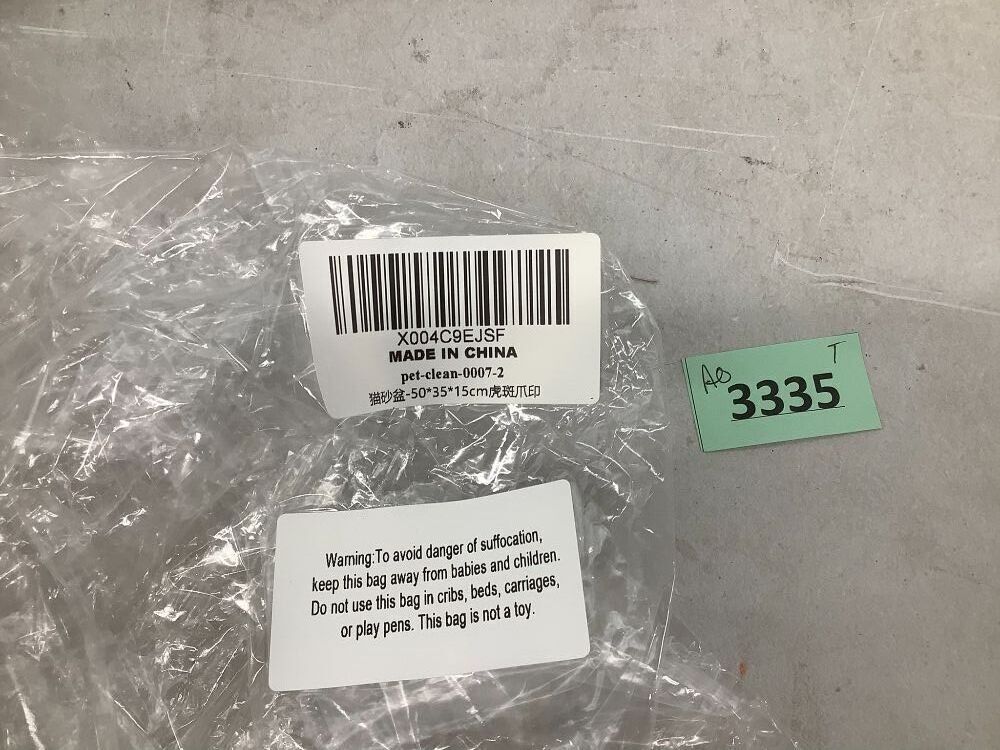 X004C9EJSF
MADE IN CHINA
pet-clean-0007-2
猫砂盆-50*35*15cm虎斑爪印
T
3335
Warning:To avoid danger of suffocation,
keep this bag away from babies and children.
Do not use this bag in cribs, beds, carriages,
or play pens. This bag is not a toy.